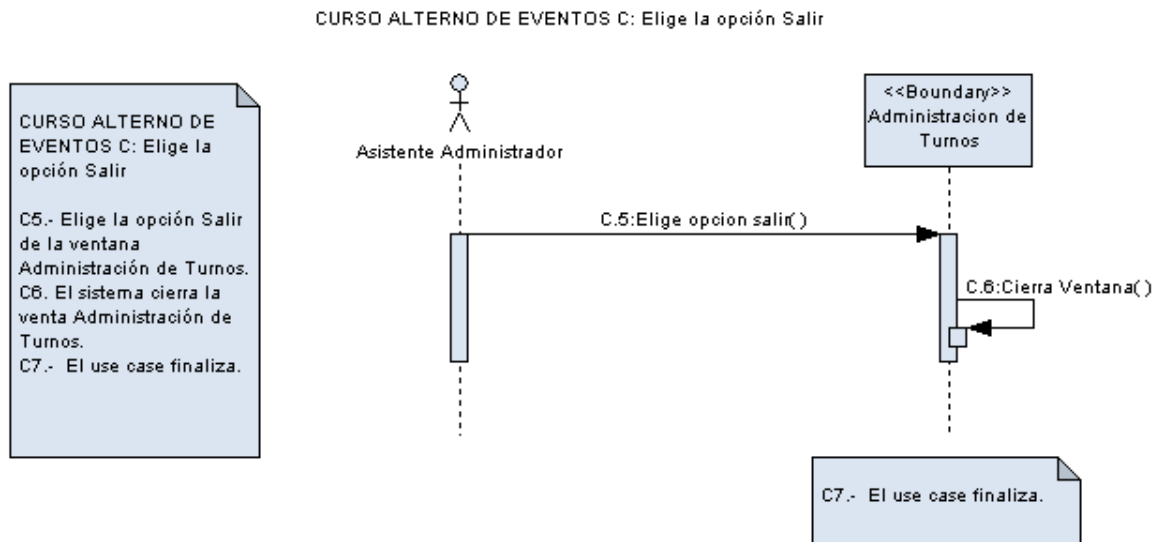 CURSO ALTERNO DE EVENTOS C: Elige la opción Salir
CURSO ALTERNO DE
EVENTOS C: Elige la
opción Salir
C5.- Elige la opción Salir
de la ventana
Administración de Turnos.
C6. El sistema cierra la
venta Administración de
Turnos.
C7.- El use case finaliza.
Asistente Administrador
<<Boundary>>
Administracion de
Turnos
C.5:Elige opcion salir( )
C.6:Cierra Ventana( )
C7.- El use case finaliza.